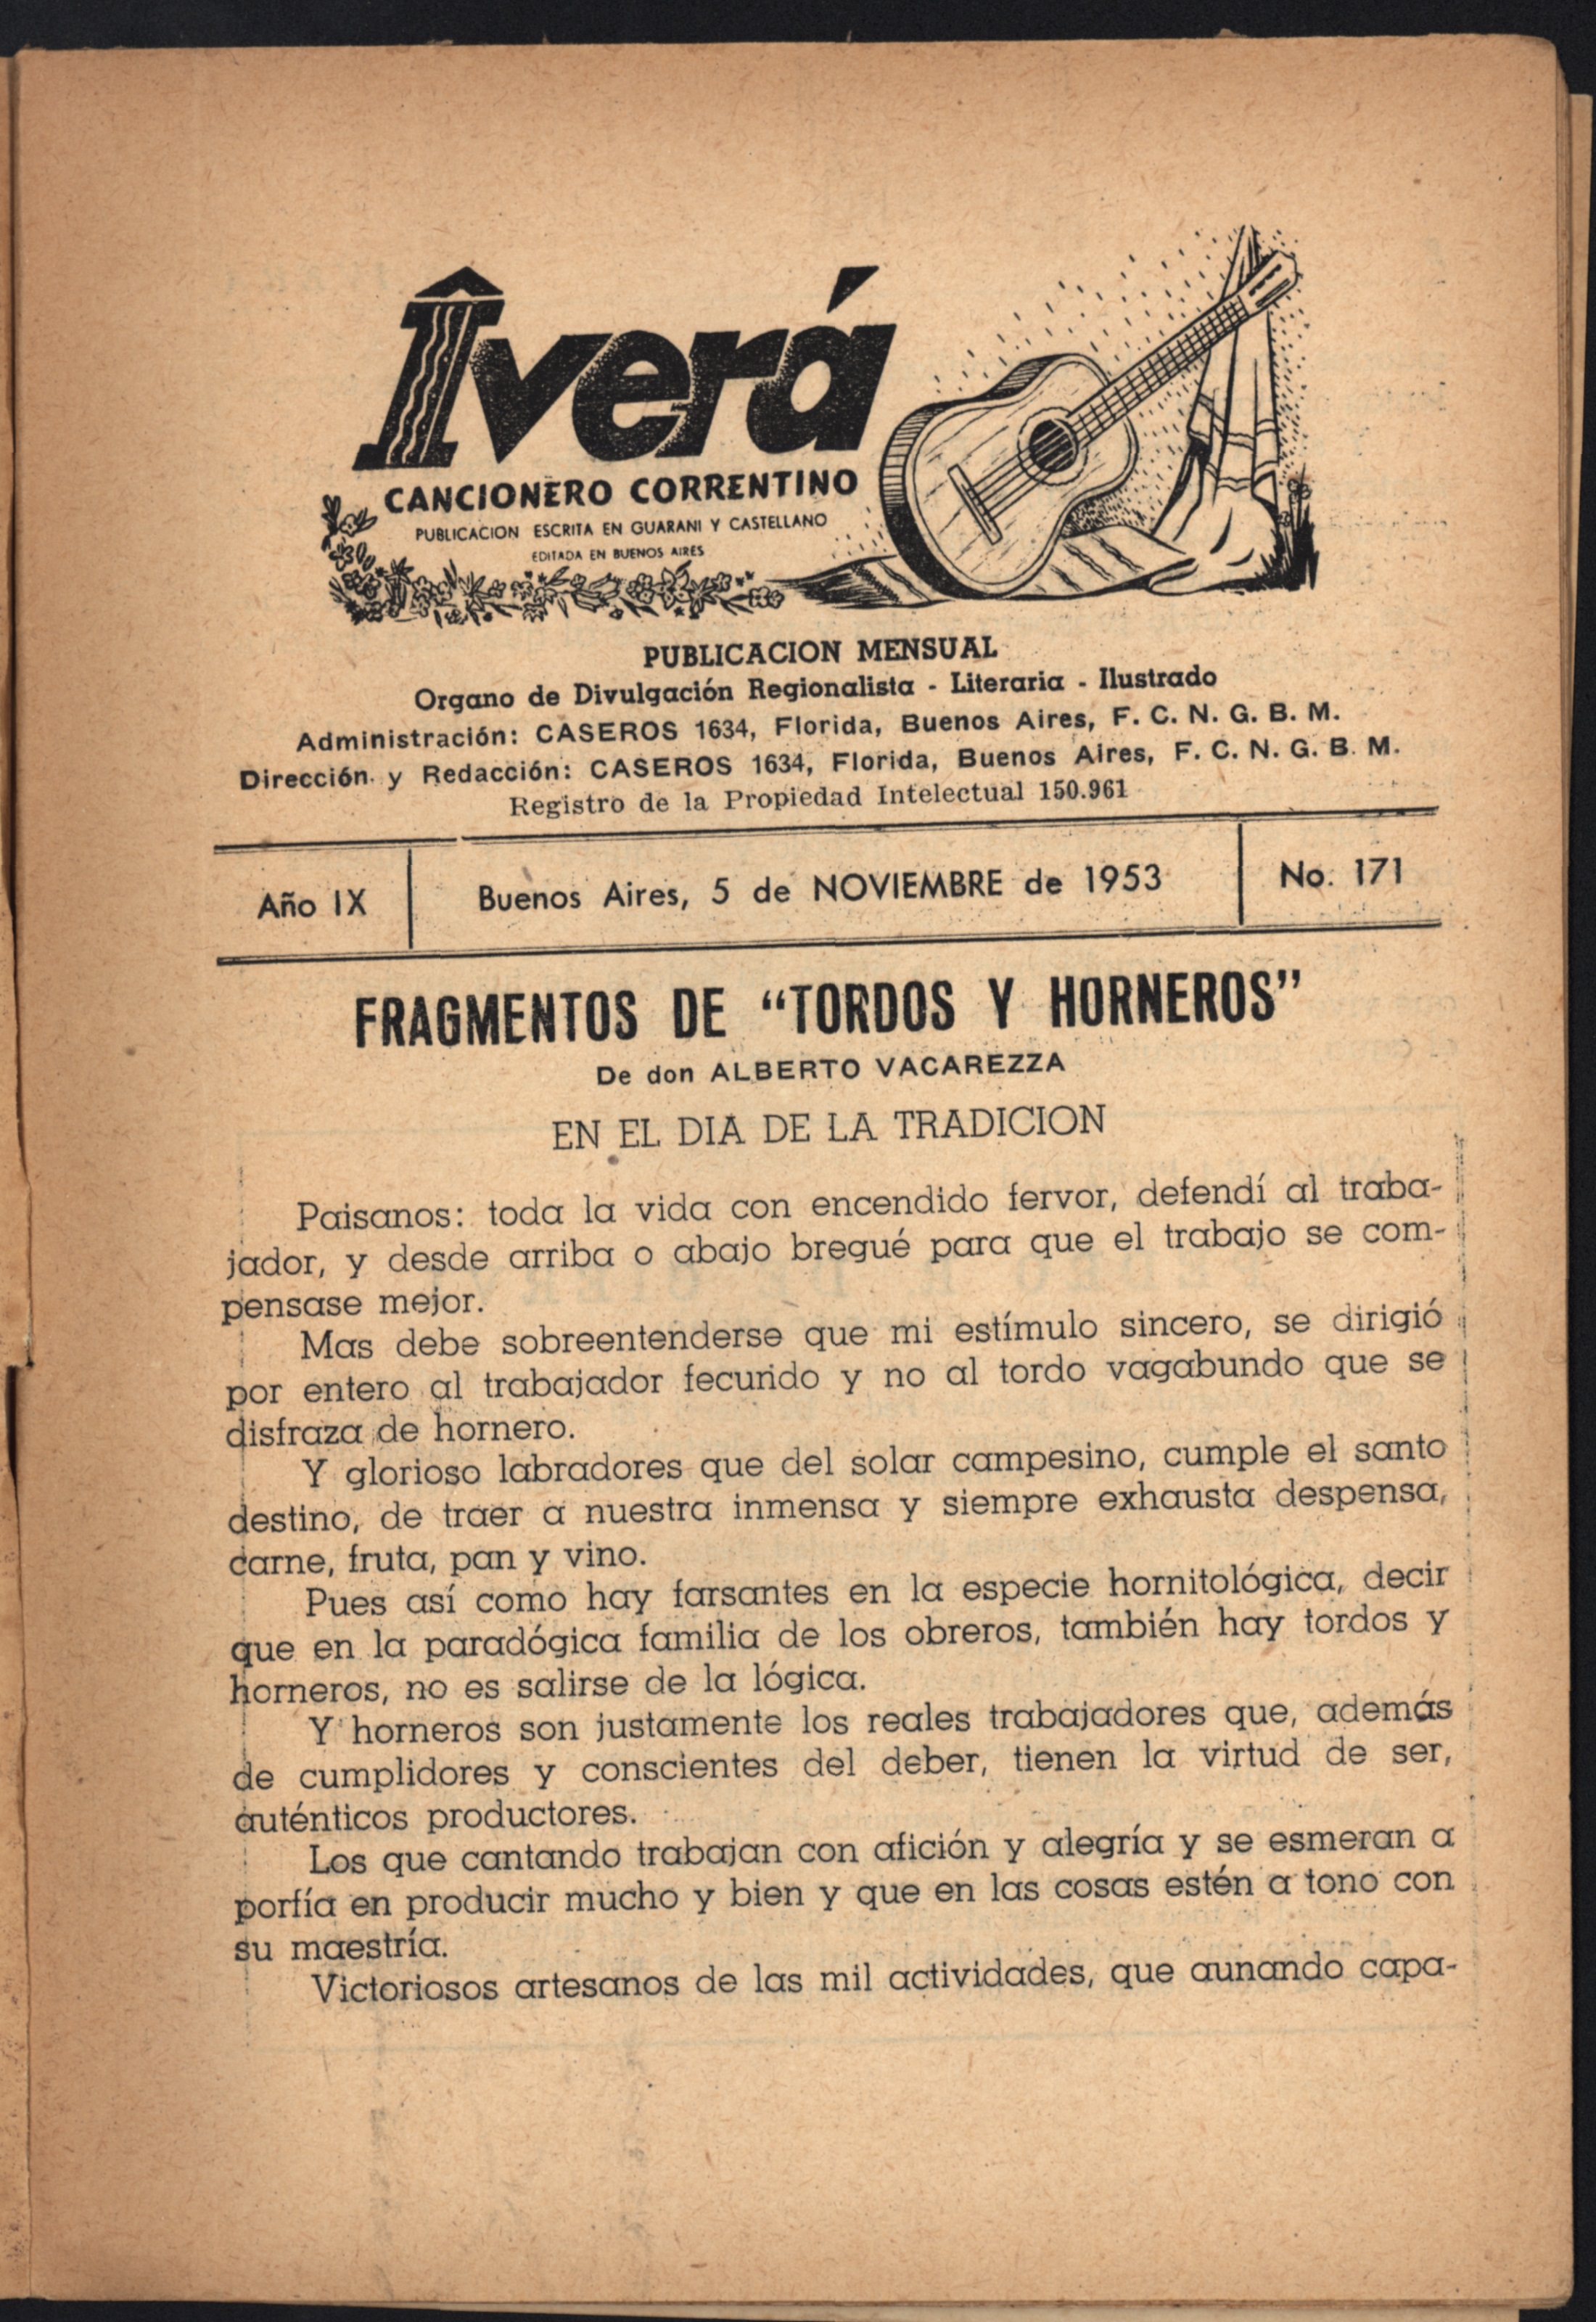 Îverá
CANCIONERO CORRENTINO
PUBLICACION ESCRITA EN GUARANI Y CASTELLANO
EDITADA EN BUENOS AIRES
PUBLICACION MENSUAL
Organo de Divulgación Regionalista - Literaria - Ilustrado
Administración: CASEROS 1634, Florida, Buenos Aires, F. C. N. G. B. M.
Dirección y Redacción: CASEROS 1634, Florida, Buenos Aires, F. C. N. G. B. M.
Registro de la Propiedad Intelectual 150.961
Año IX
Buenos Aires, 5 de NOVIEMBRE de 1953
No. 171
FRAGMENTOS DE “TORDOS Y HORNEROS”
De don ALBERTO VACAREZZA
EN EL DIA DE LA TRADICION
Paisanos: toda la vida con encendido fervor, defendí al traba-
jador, y desde arriba o abajo bregué para que el trabajo se com-
pensase mejor.
Mas debe sobreentenderse que mi estímulo sincero, se dirigió
por entero al trabajador fecundo y no al tordo vagabundo que se
disfraza de hornero.
Y glorioso labradores que del solar campesino, cumple el santo
destino, de traer a nuestra inmensa y siempre exhausta despensa,
carne, fruta, pan y vino.
Pues así como hay farsantes en la especie hornitológica, decir
que en la paradógica familia de los obreros, también hay tordos y
horneros, no es salirse de la lógica.
Y horneros son justamente los reales trabajadores que, además
de cumplidores y conscientes del deber, tienen la virtud de ser,
auténticos productores.
Los que cantando trabajan con afición y alegría y se esmeran a
porfía en producir mucho y bien y que en las cosas estén a tono con
su maestría.
Victoriosos artesanos de las mil actividades, que aunando capa-